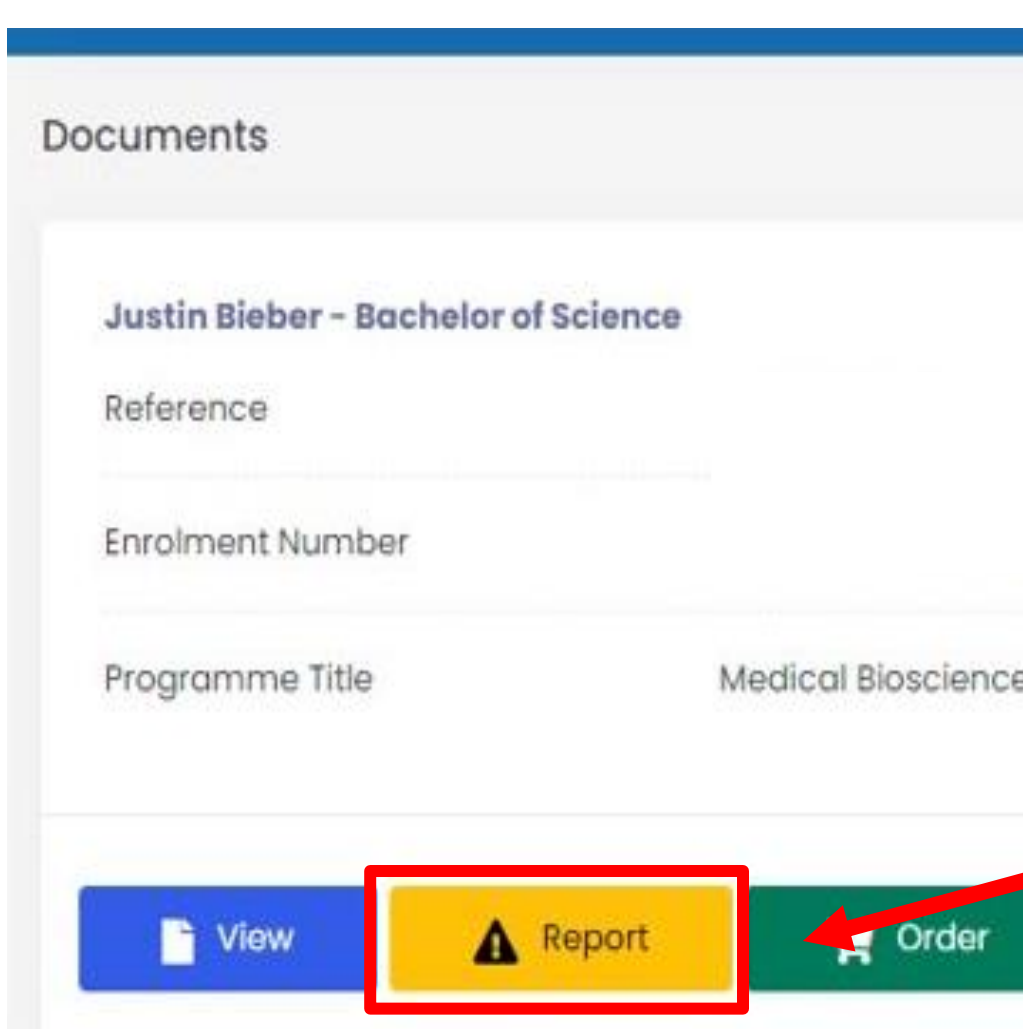 Documents
Justin Bieber - Bachelor of Science
Reference
Enrolment Number
Programme Title Medical Bioscience
View Report Order